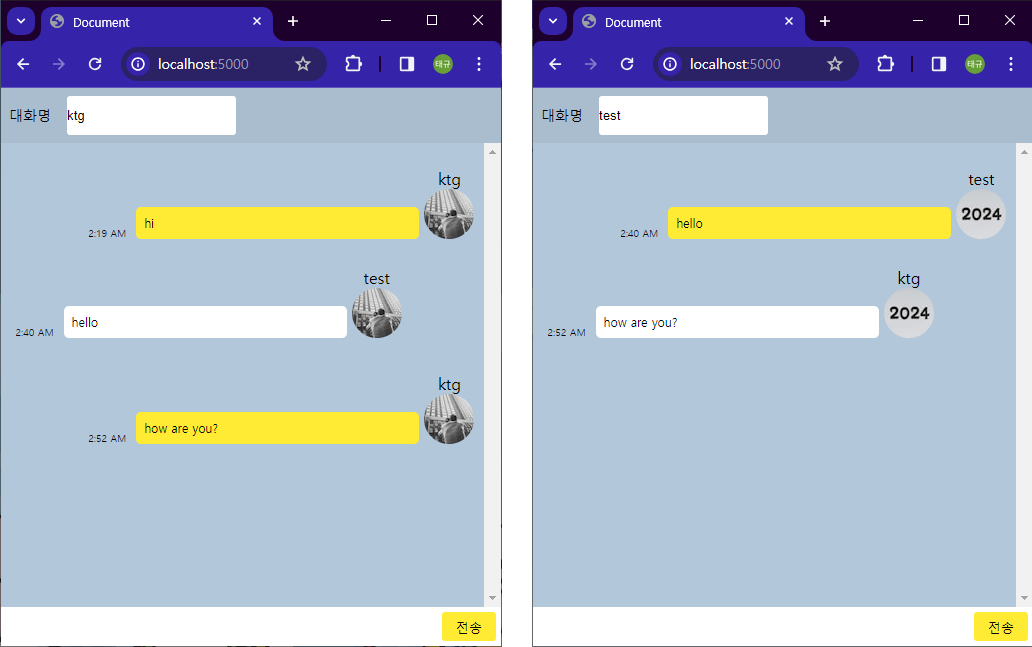 Document
localhost:5000
태규
대화명 ktg
ktg
2:19 AM hi
test
2:40 AM hello
ktg
2:52 AM how are you?
전송
Document
localhost:5000
태규
대화명 test
test
2:40 AM hello
2024
ktg
2:52 AM how are you?
2024
전송